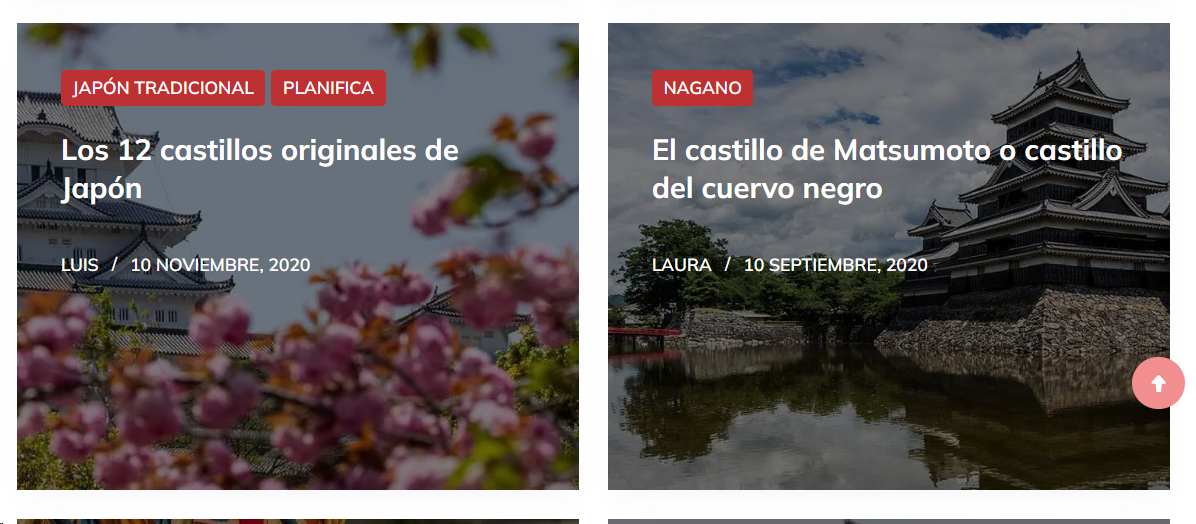 JAPÓN TRADICIONAL PLANIFICA
Los 12 castillos originales de
Japón
LUIS / 10 NOVIEMBRE, 2020
NAGANO
El castillo de Matsumoto o castillo
del cuervo negro
LAURA / 10 SEPTIEMBRE, 2020